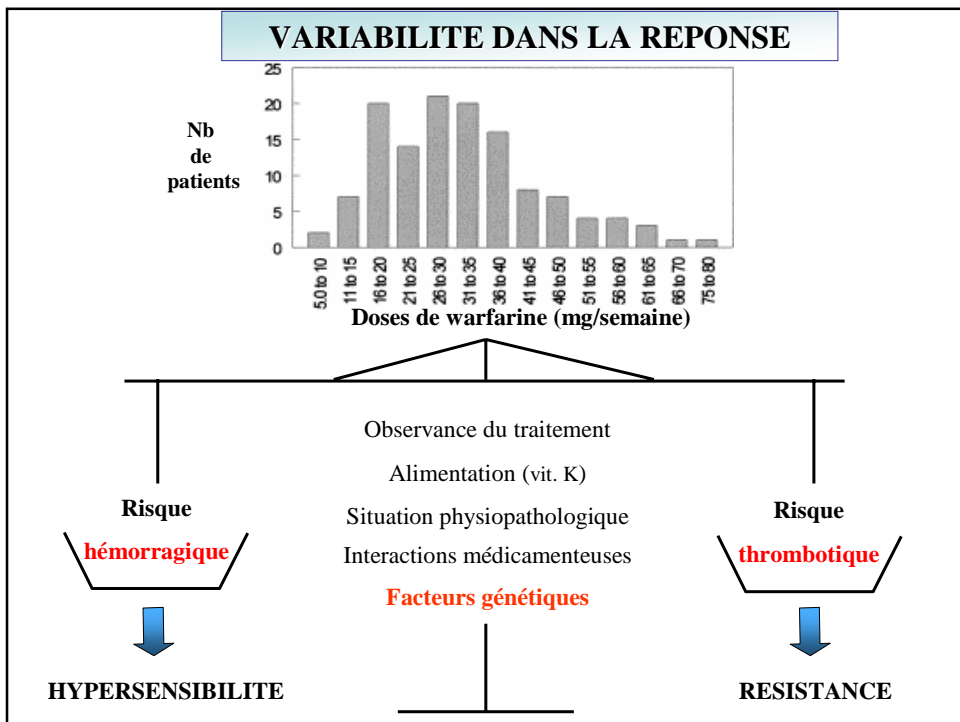 VARIABILITE DANS LA REPONSE
25
20
15
10
5
0
Nb
de
patients
5.0 to 10
11 to 15
16 to 20
21 to 25
26 to 30
31 to 35
36 to 40
41 to 45
46 to 50
51 to 55
56 to 60
61 to 65
66 to 70
75 to 80
Doses de warfarine (mg/semaine)
Observance du traitement
Alimentation (vit. K)
Situation physiopathologique
Interactions médicamenteuses
Facteurs génétiques
Risque
hémorragique
HYPERSENSIBILITE
Risque
thrombotique
RESISTANCE